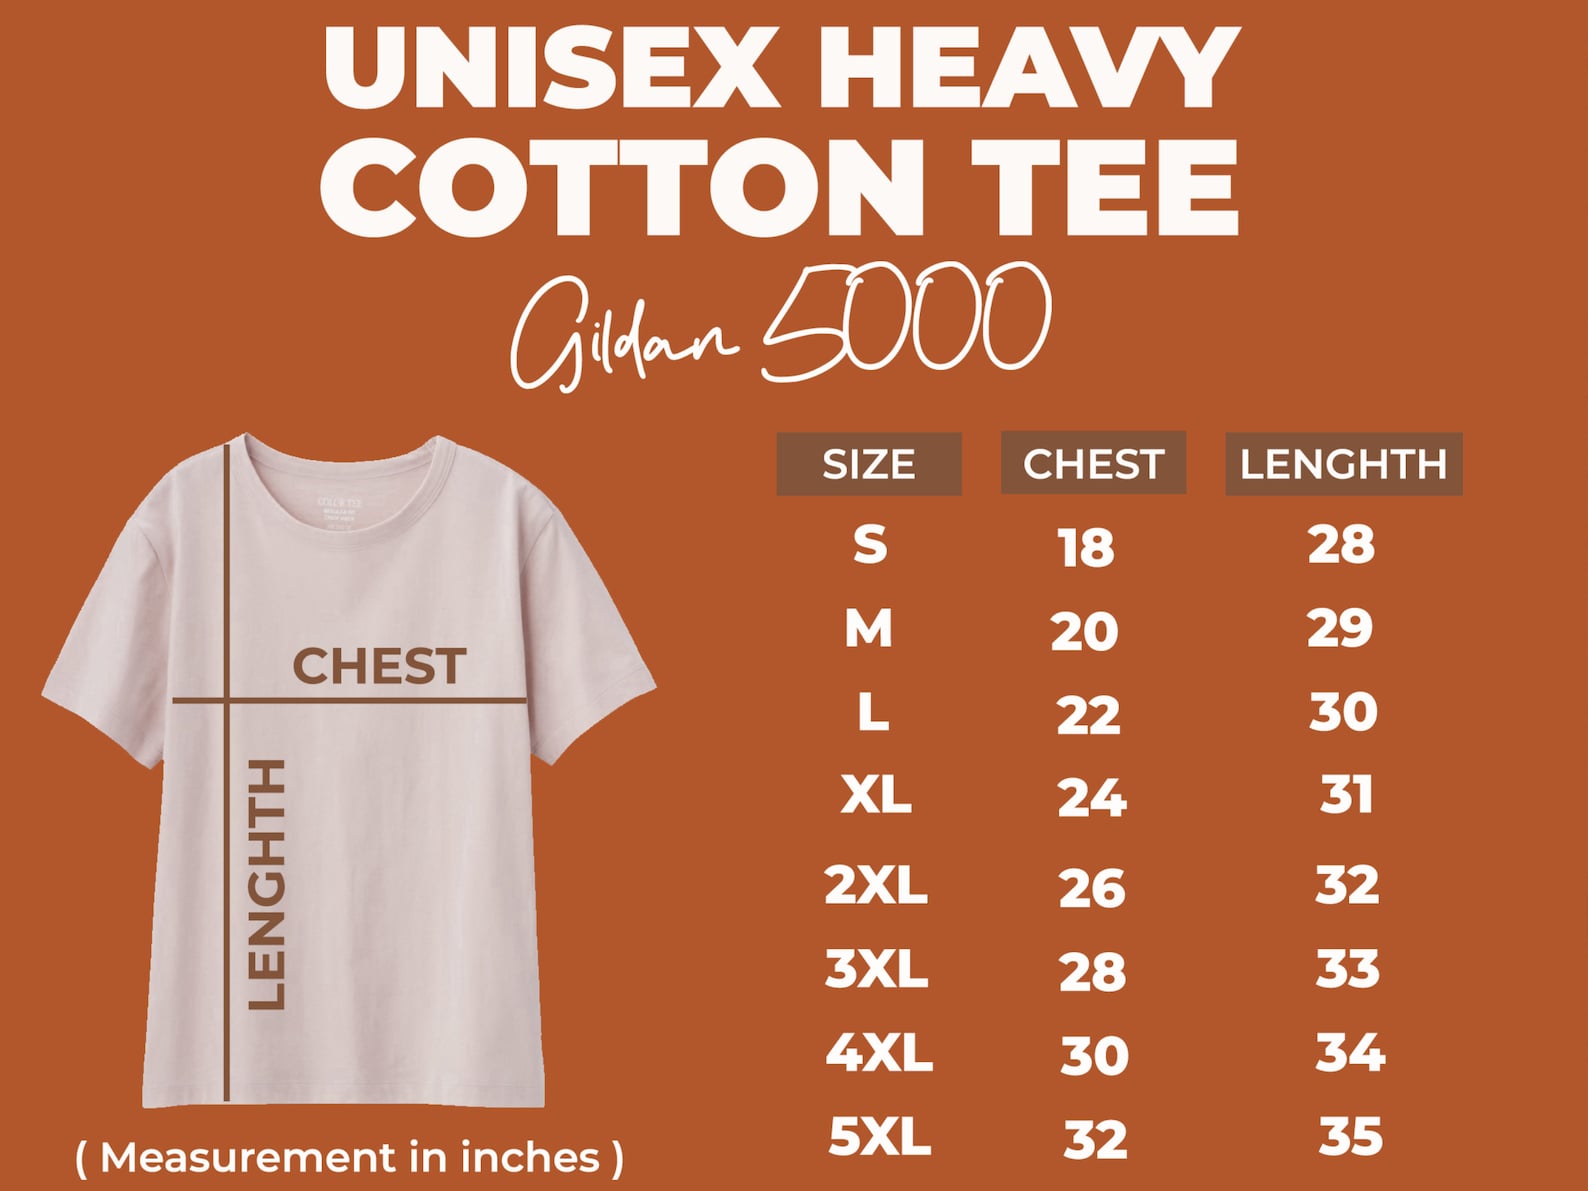 UNISEX HEAVY
COTTON TEE
Gildan 5000
SIZE CHEST LENGHTH
S 18 28
M 20 29
L 22 30
XL 24 31
2XL 26 32
3XL 28 33
4XL 30 34
5XL 32 35
CHEST
LENGHTH
( Measurement in inches )